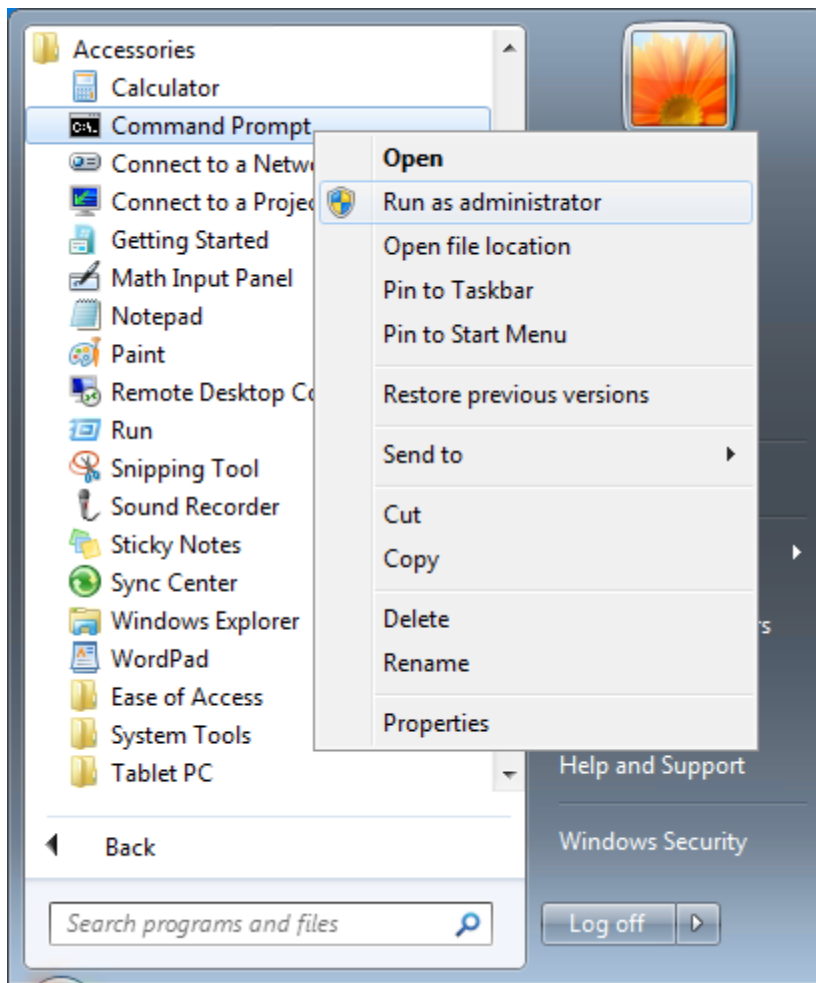 Accessories
Calculator
Command Prompt
Connect to a Netw
Connect to a Projec
Getting Started
Math Input Panel
Notepad
Paint
Remote Desktop Co
Run
Snipping Tool
Sound Recorder
Sticky Notes
Sync Center
Windows Explorer
WordPad
Ease of Access
System Tools
Tablet PC
Back
Search programs and files
Open
Run as administrator
Open file location
Pin to Taskbar
Pin to Start Menu
Restore previous versions
Send to
Cut
Copy
Delete
Rename
Properties
rs
Help and Support
Windows Security
Log off